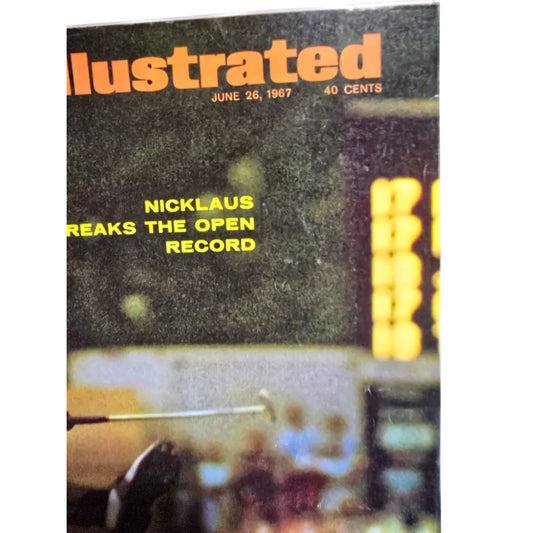 llustrated
JUNE 26, 1967 40 CENTS
NICKLAUS
REAKS THE OPEN
RECORD